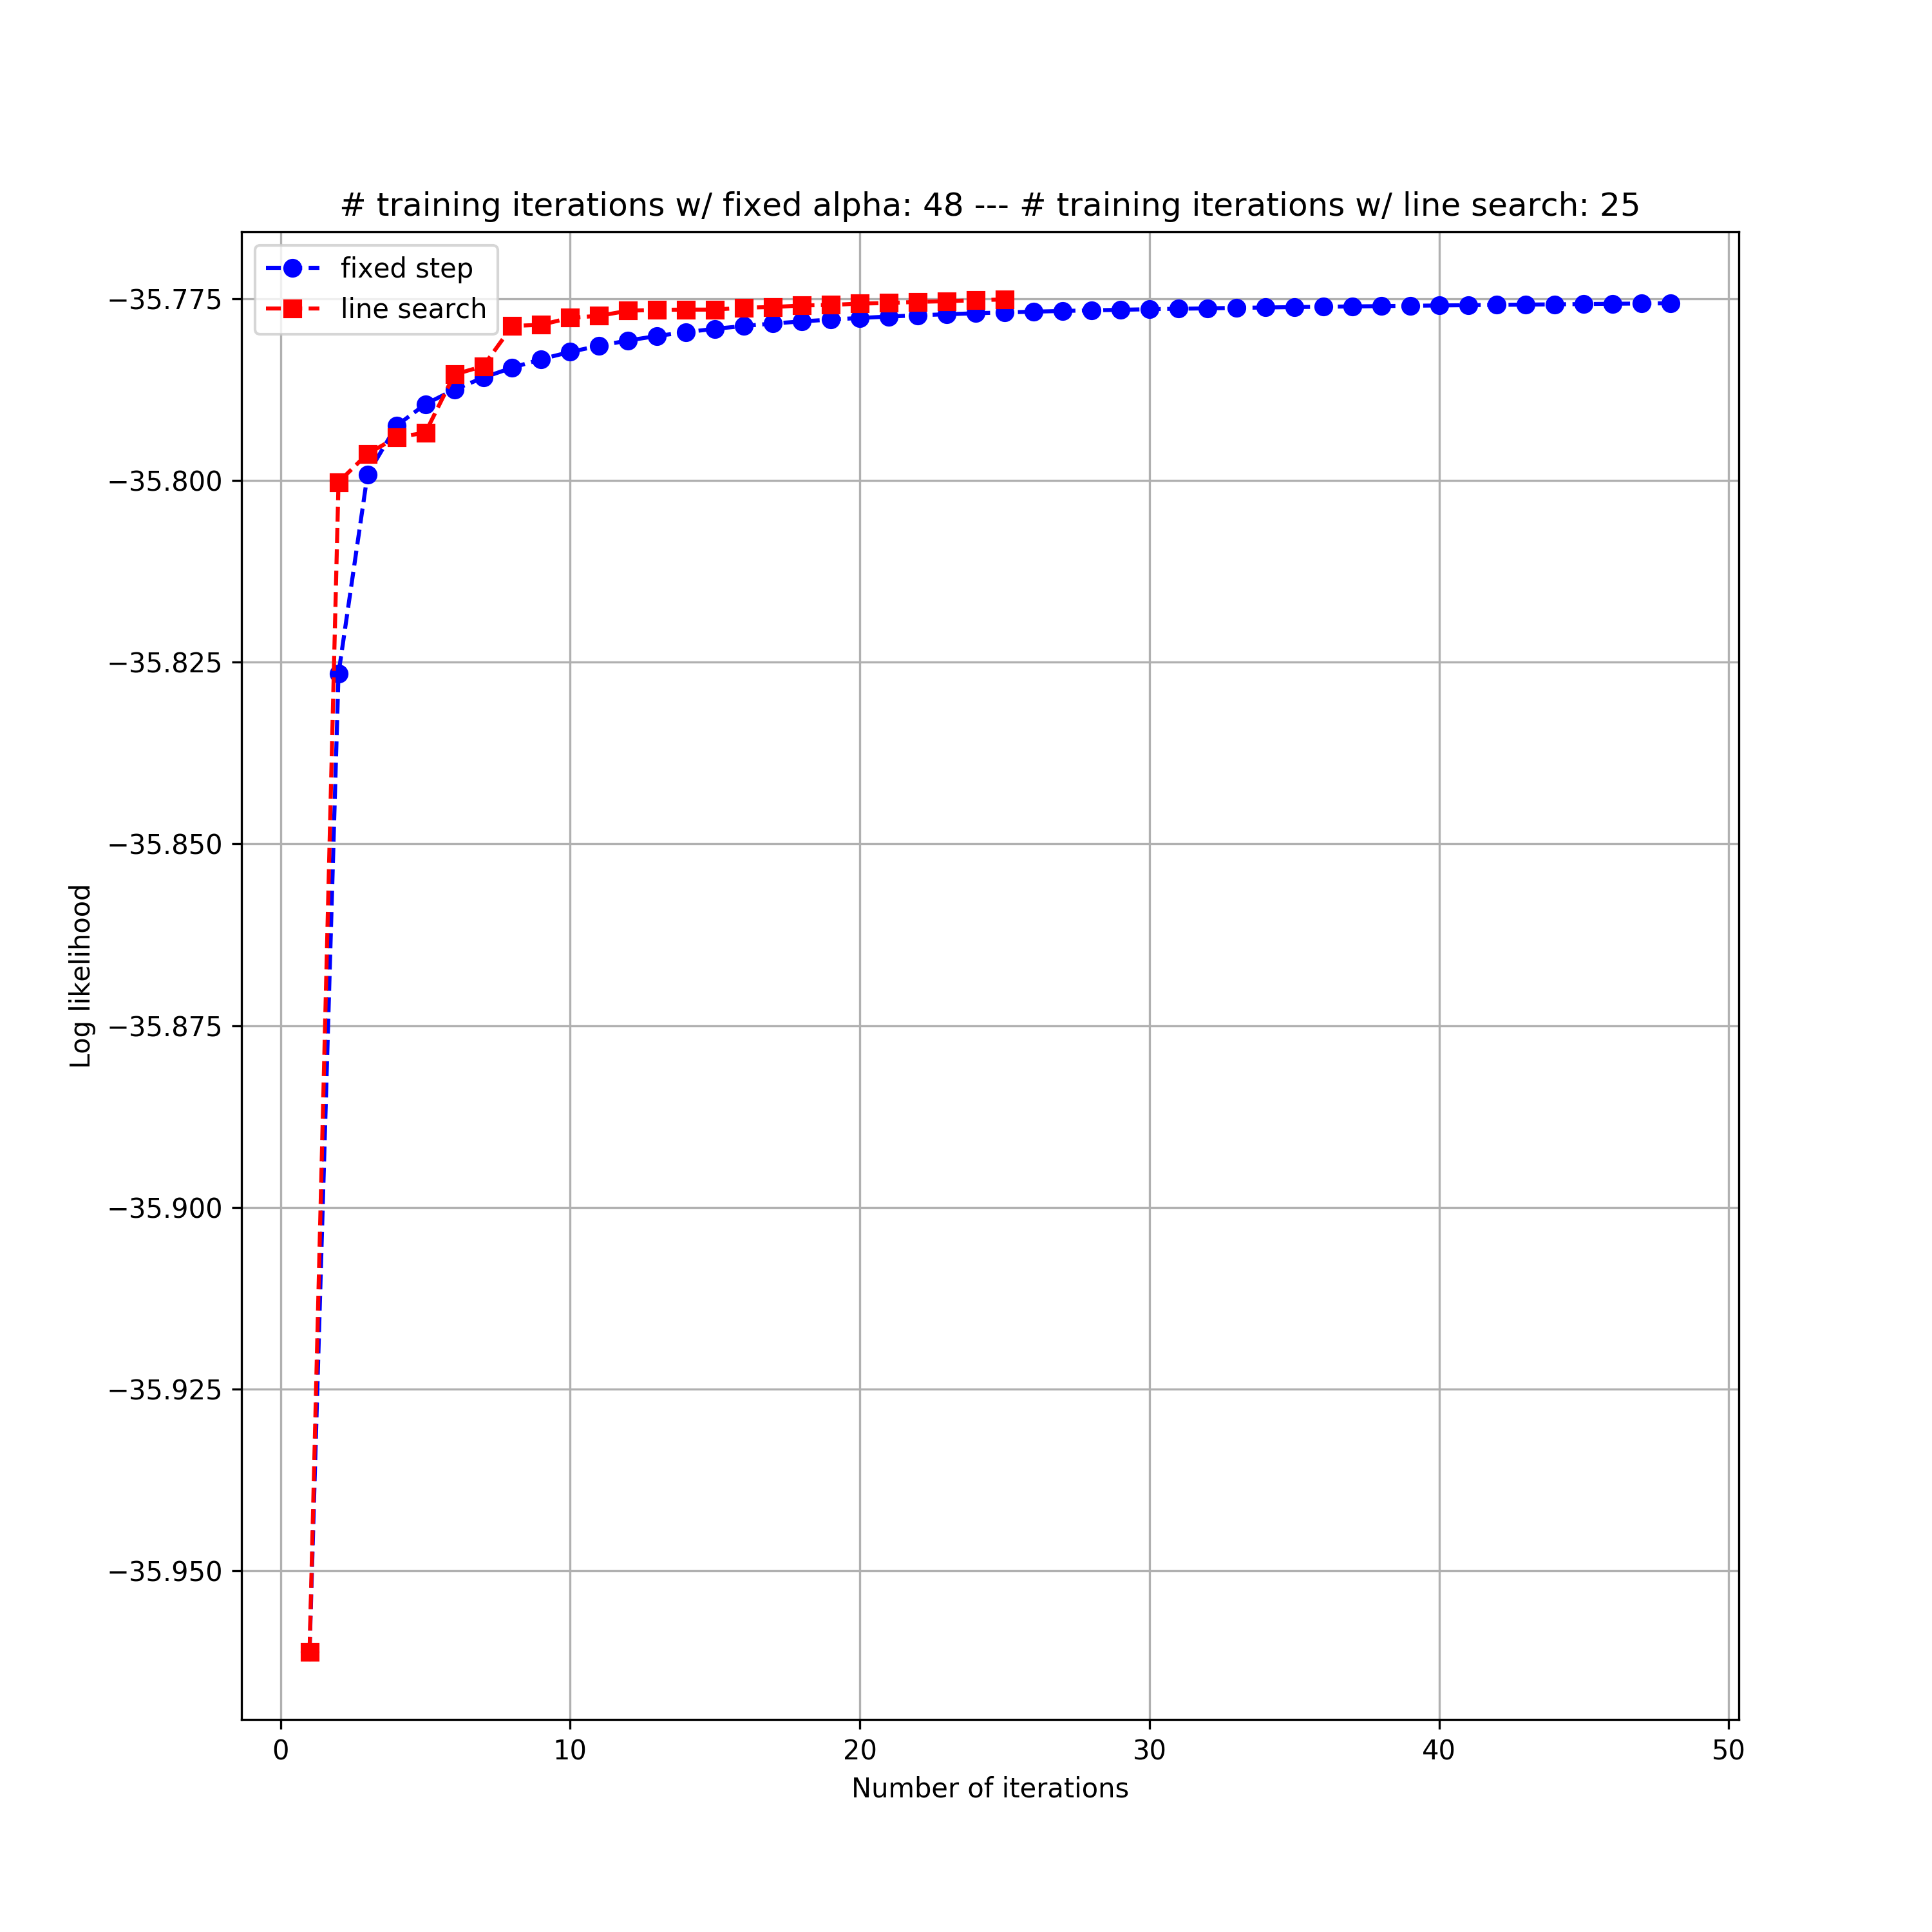 # training iterations w/ fixed alpha: 48 --- # training iterations w/ line search: 25
fixed step
line search
−35.775
−35.800
−35.825
−35.850
−35.875
−35.900
−35.925
−35.950
Log likelihood
0 10 20 30 40 50
Number of iterations